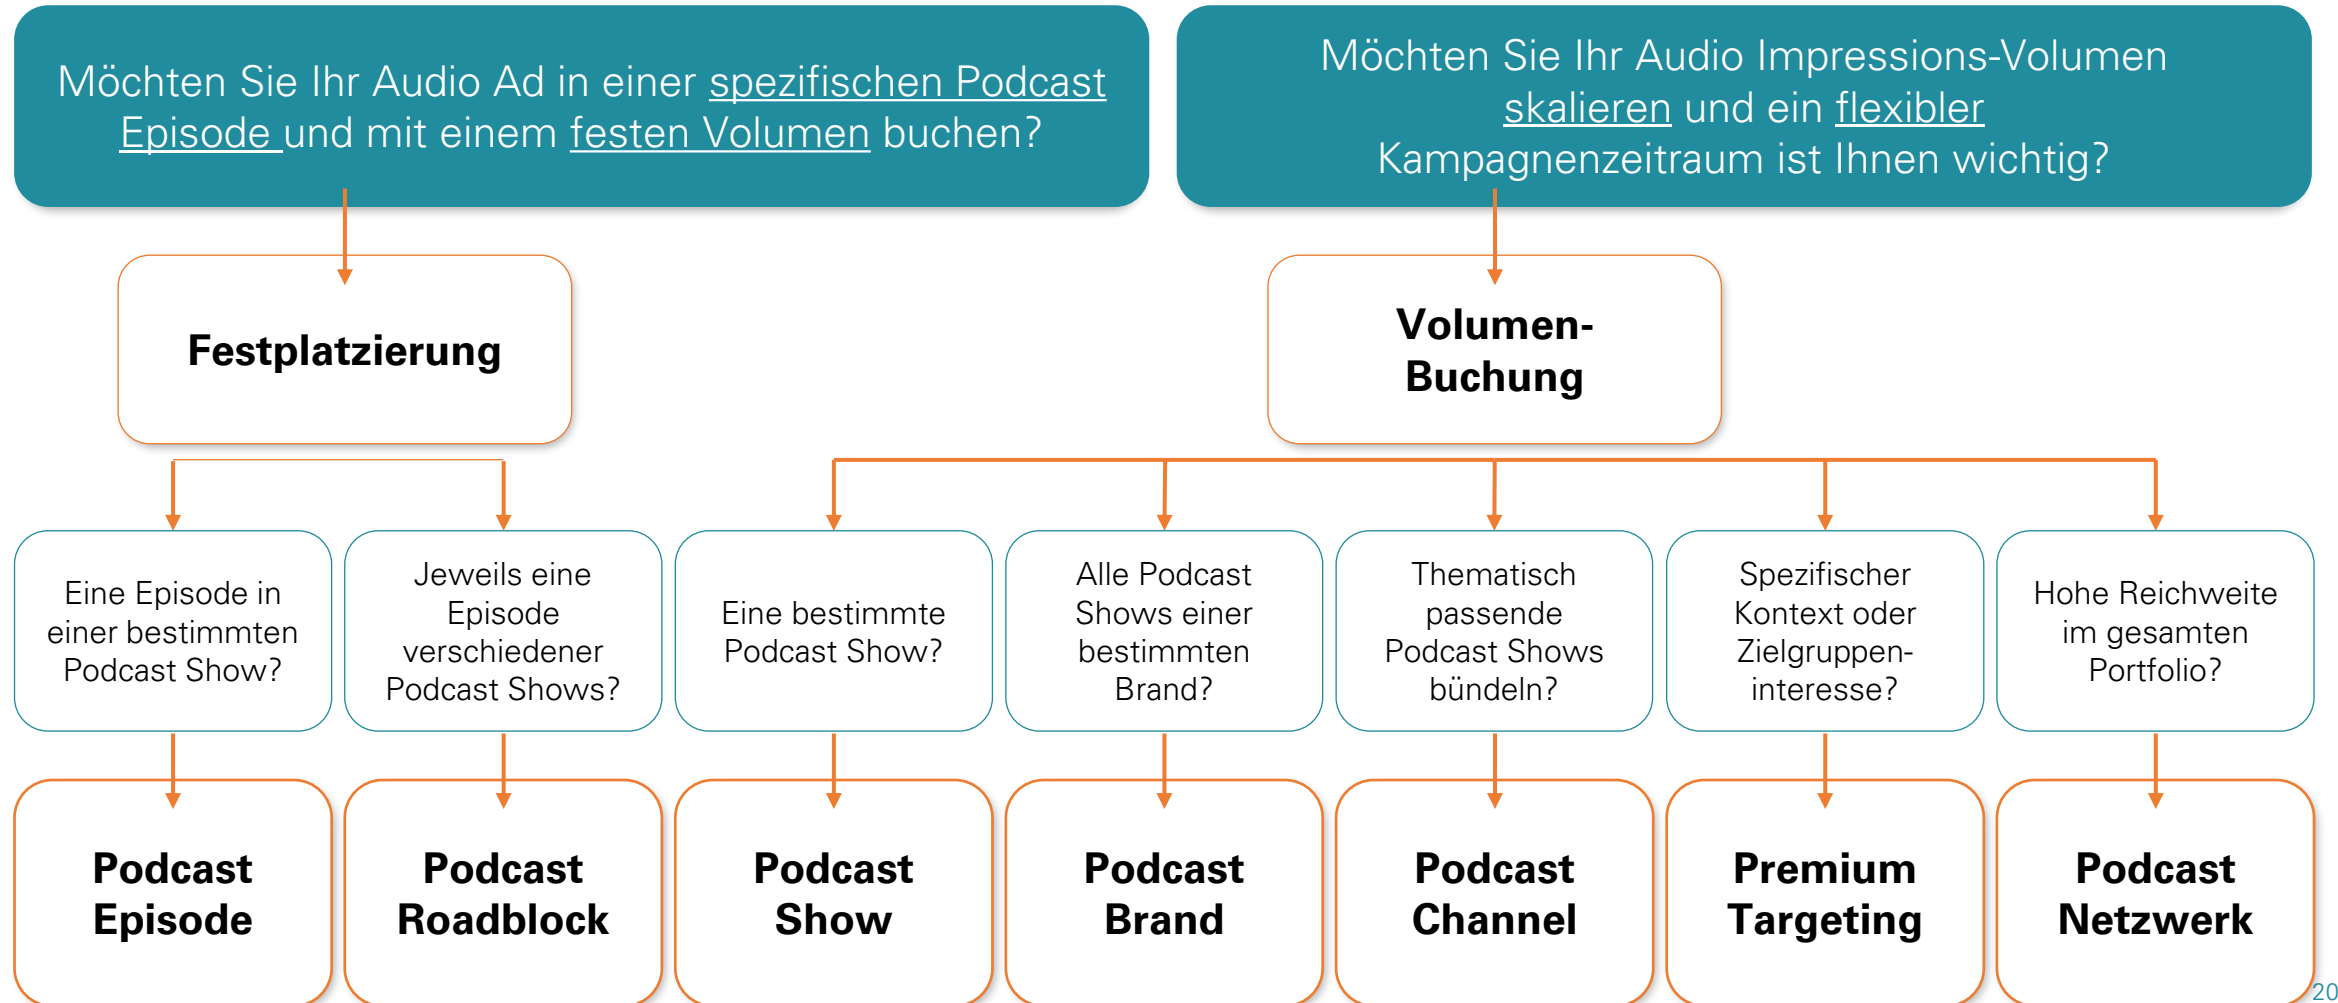 Möchten Sie Ihr Audio Ad in einer spezifischen Podcast
Episode und mit einem festen Volumen buchen?
Möchten Sie Ihr Audio Impressions-Volumen
skalieren und ein flexibler
Kampagnenzeitraum ist Ihnen wichtig?
Festplatzierung
Volumen-
Buchung
Eine Episode in
einer bestimmten
Podcast Show?
Jeweils eine
Episode
verschiedener
Podcast Shows?
Eine bestimmte
Podcast Show?
Alle Podcast
Shows einer
bestimmten
Brand?
Thematisch
passende
Podcast Shows
bündeln?
Spezifischer
Kontext oder
Zielgruppen-
interesse?
Hohe Reichweite
im gesamten
Portfolio?
Podcast
Episode
Podcast
Roadblock
Podcast
Show
Podcast
Brand
Podcast
Channel
Premium
Targeting
Podcast
Netzwerk
20